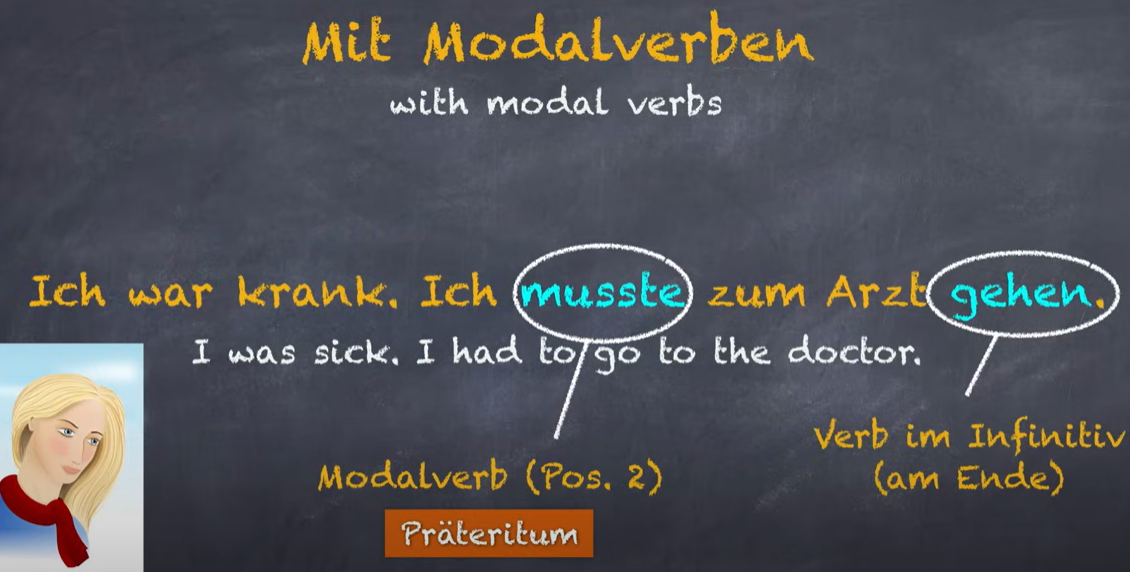 Mit Modalverben
with modal verbs
Ich war krank. Ich musste zum Arzt gehen.
I was sick. I had to go to the doctor.
Verb im Infinitiv
(am Ende)
Modalverb (Pos. 2)
Präteritum